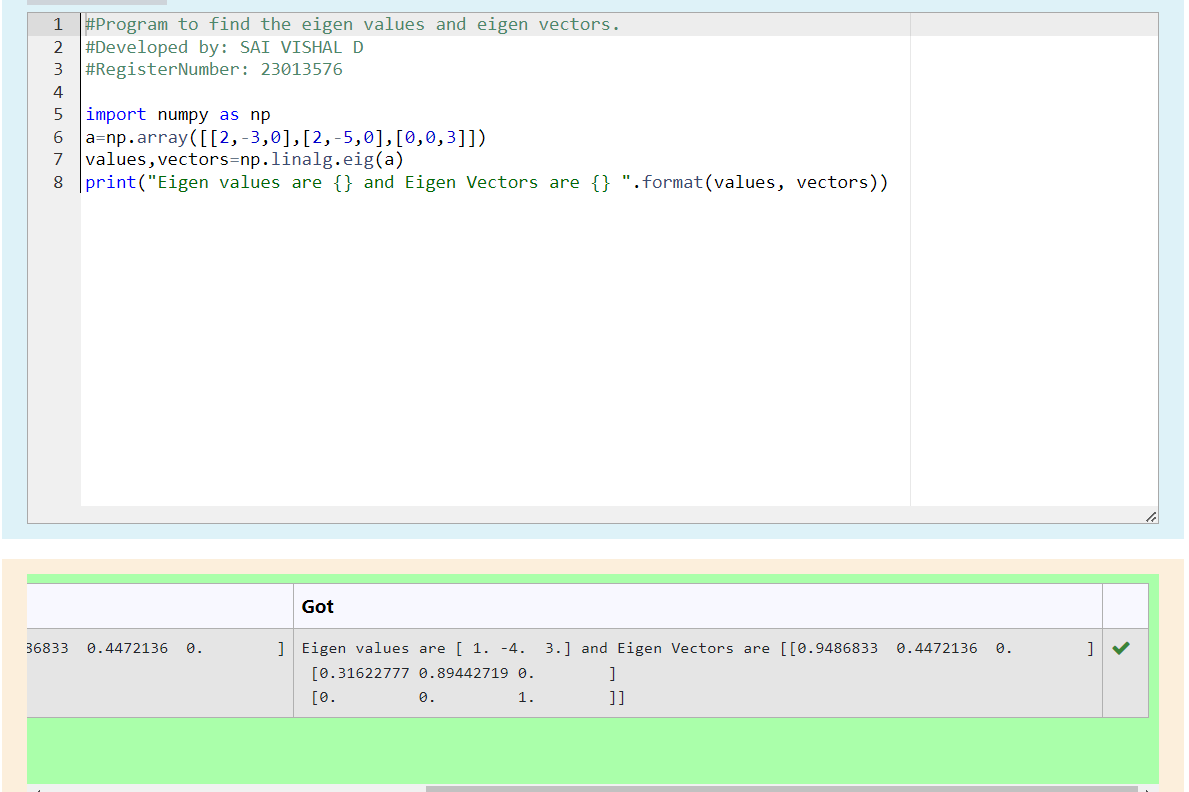 1 #Program to find the eigen values and eigen vectors.
2 #Developed by: SAI VISHAL D
3 #RegisterNumber: 23013576
4
5 import numpy as np
6 a=np.array([[2,-3,0],[2,-5,0],[0,0,3]])
7 values,vectors=np.linalg.eig(a)
8 print("Eigen values are {} and Eigen Vectors are {} ".format(values, vectors))
Got
86833  0.4472136  0.        ] Eigen values are [ 1. -4.  3.] and Eigen Vectors are [[0.9486833  0.4472136  0.        ]
[0.31622777 0.89442719 0.        ]
[0.         0.         1.        ]]